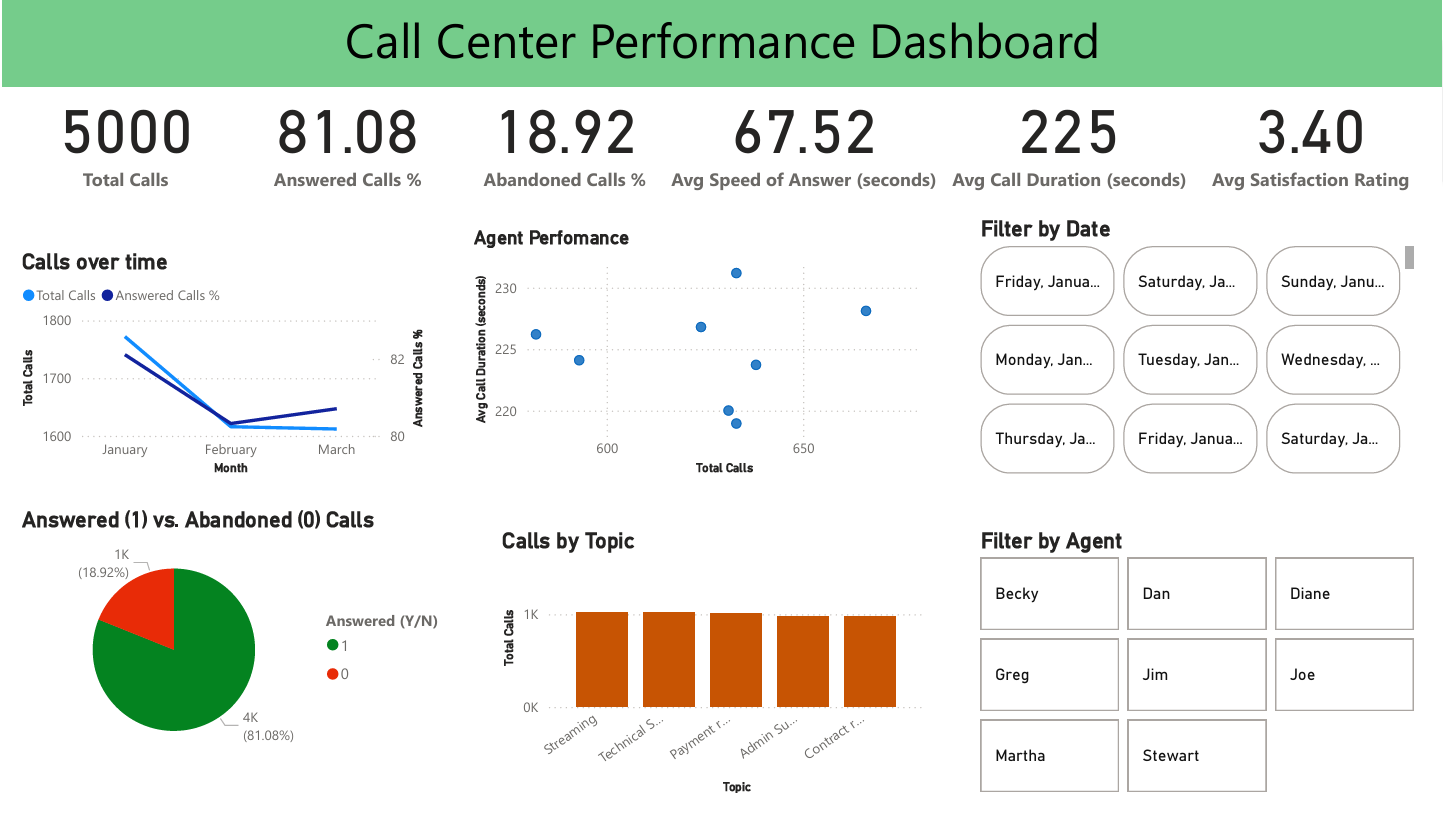 Call Center Performance Dashboard
5000
Total Calls
81.08
Answered Calls %
18.92
Abandoned Calls %
67.52
Avg Speed of Answer (seconds)
225
Avg Call Duration (seconds)
3.40
Avg Satisfaction Rating
Calls over time
Total Calls
Answered Calls %
1800
1700
1600
Total Calls
82
80
Answered Calls %
January
February
March
Month
Agent Perfomance
230
225
220
Avg Call Duration (seconds)
600
650
Total Calls
Filter by Date
Friday, Janua...
Saturday, Ja...
Sunday, Janu...
Monday, Jan...
Tuesday, Jan...
Wednesday, ...
Thursday, Ja...
Friday, Janua...
Saturday, Ja...
Answered (1) vs. Abandoned (0) Calls
1K
(18.92%)
4K
(81.08%)
Answered (Y/N)
1
0
Calls by Topic
1K
0K
Total Calls
Streaming
Technical S...
Payment r...
Admin Su...
Contract r...
Topic
Filter by Agent
Becky
Dan
Diane
Greg
Jim
Joe
Martha
Stewart